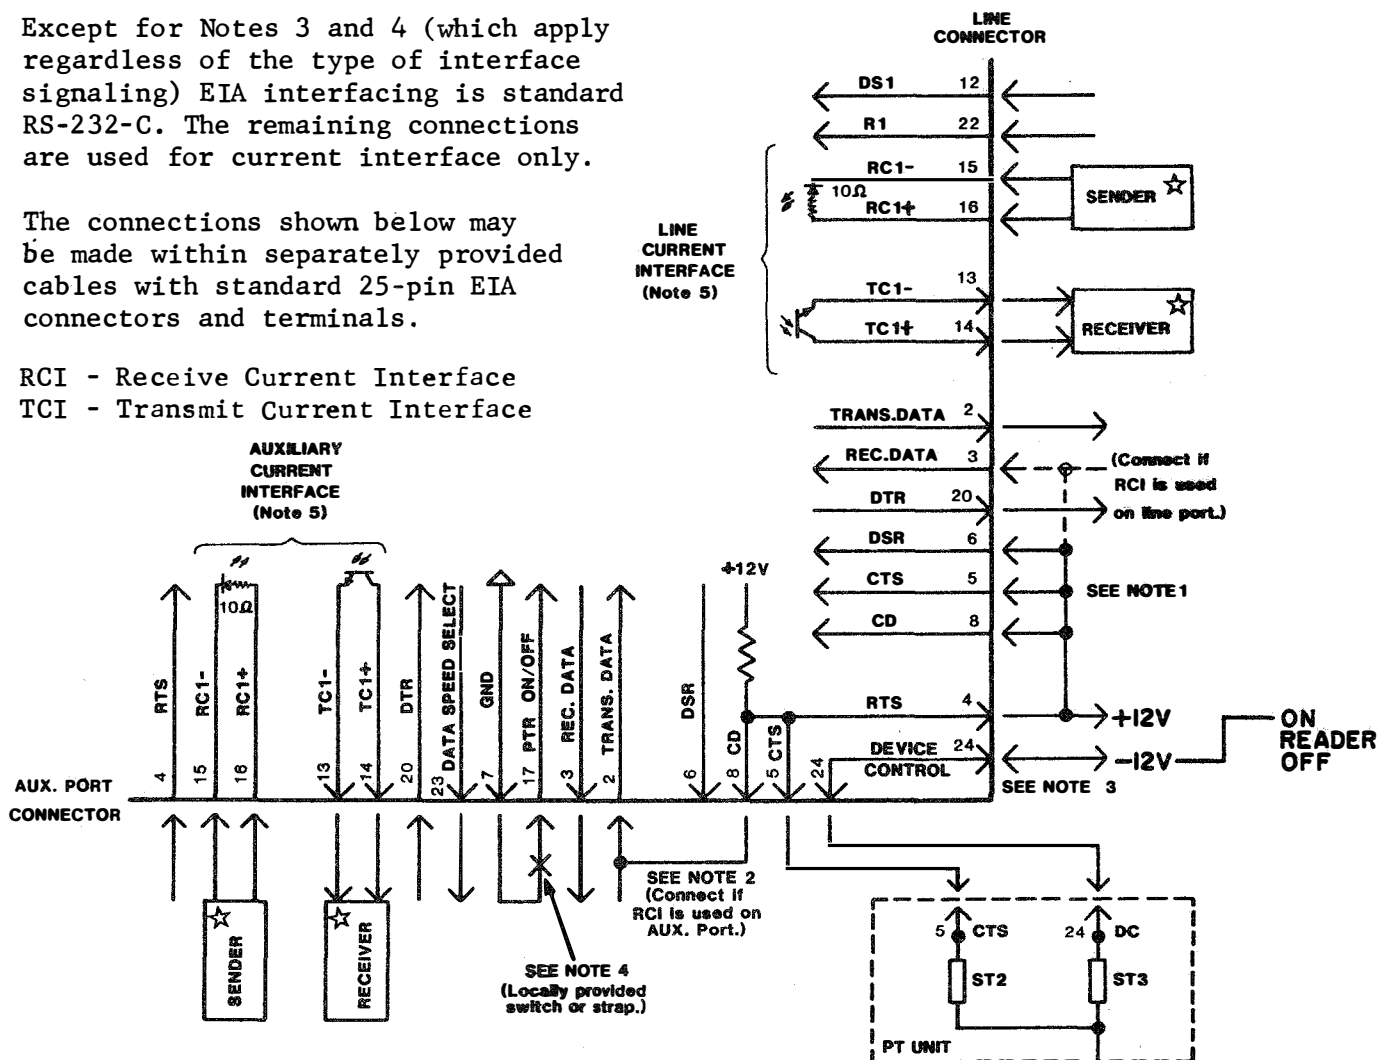 Except for Notes 3 and 4 (which apply
regardless of the type of interface
signaling) EIA interfacing is standard
RS-232-C. The remaining connections
are used for current interface only.
The connections shown below may
be made within separately provided
cables with standard 25-pin EIA
connectors and terminals.
RCI - Receive Current Interface
TCI - Transmit Current Interface
LINE
CONNECTOR
DS1 12
R1 22
RC1- 15
10Ω
RC1+ 16
SENDER
LINE
CURRENT
INTERFACE
(Note 5)
TC1- 13
TC1+ 14
RECEIVER
TRANS.DATA 2
REC.DATA 3
(Connect if
RCI is used
on line port.)
DTR 20
DSR 6
CTS 5
SEE NOTE 1
CD 8
RTS 4
+12V
DEVICE
CONTROL
24
-12V
ON
READER
OFF
SEE NOTE 3
AUXILIARY
CURRENT
INTERFACE
(Note 5)
10Ω
+12V
4 RTS
15 RC1-
16 RC1+
13 TC1-
14 TC1+
20 DTR
23 DATA SPEED SELECT
7 GND
17 PTR ON/OFF
3 REC. DATA
2 TRANS. DATA
6 DSR
8 CD
5 CTS
24
AUX. PORT
CONNECTOR
SENDER
RECEIVER
SEE NOTE 2
(Connect if
RCI is used on
AUX. Port.)
SEE NOTE 4
(Locally provided
switch or strap.)
5 CTS
24 DC
ST2
ST3
PT UNIT